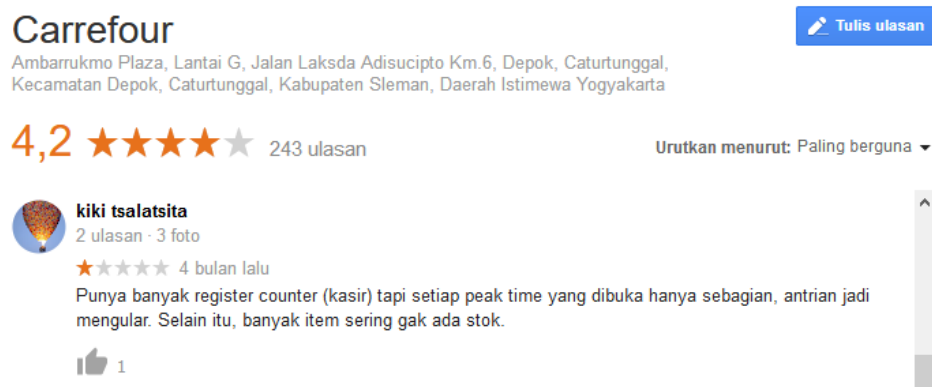 Carrefour
Tulis ulasan
Ambarrukmo Plaza, Lantai G, Jalan Laksda Adisucipto Km.6, Depok, Caturtunggal,
Kecamatan Depok, Caturtunggal, Kabupaten Sleman, Daerah Istimewa Yogyakarta
4,2 243 ulasan
Urutkan menurut: Paling berguna
kiki tsalatsita
2 ulasan · 3 foto
4 bulan lalu
Punya banyak register counter (kasir) tapi setiap peak time yang dibuka hanya sebagian, antrian jadi
mengular. Selain itu, banyak item sering gak ada stok.
1